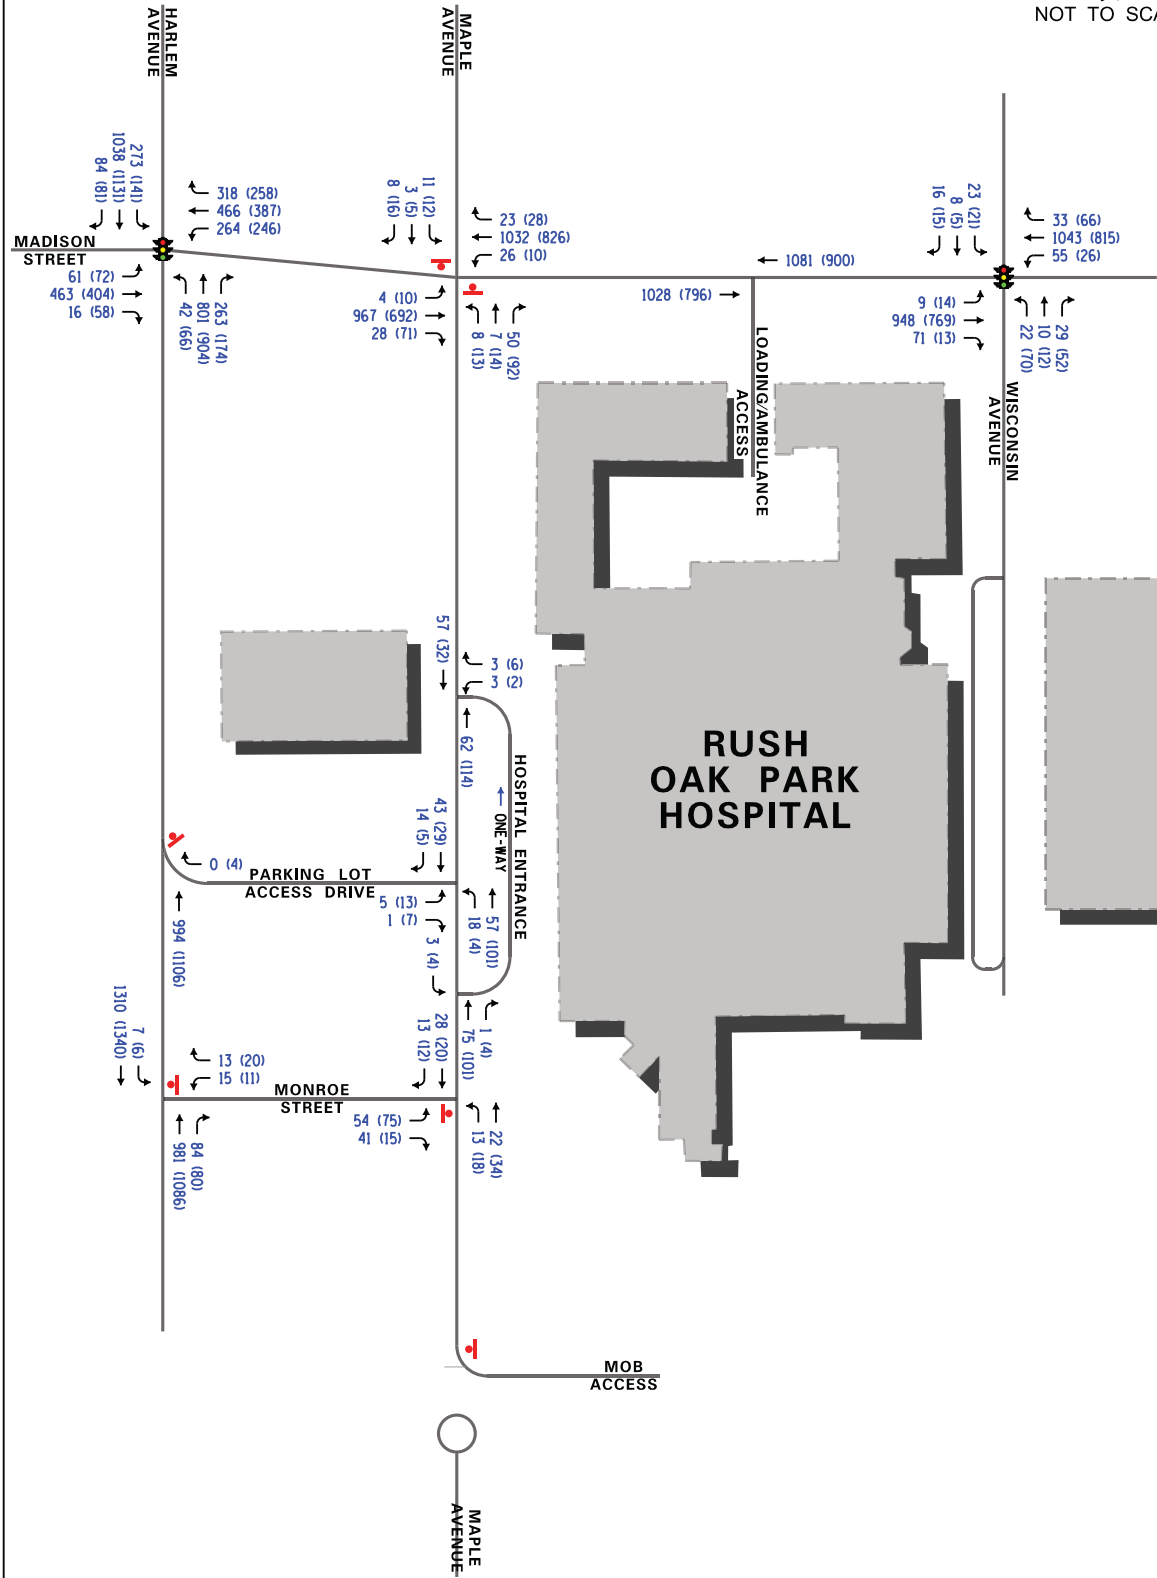 NOT TO SCA
HARLEM
AVENUE
MAPLE
AVENUE
273 (141)
1038 (1131)
84 (81)
318 (258)
466 (387)
264 (246)
MADISON
STREET
61 (72)
463 (404)
16 (58)
42 (66)
801 (904)
263 (174)
11 (12)
3 (5)
8 (16)
23 (28)
1032 (826)
26 (10)
4 (10)
967 (692)
28 (71)
8 (13)
7 (14)
50 (92)
1081 (900)
1028 (796)
23 (21)
8 (5)
16 (15)
33 (66)
1043 (815)
55 (26)
9 (14)
948 (769)
71 (13)
22 (70)
10 (12)
29 (52)
LOADING/AMBULANCE
ACCESS
WISCONSIN
AVENUE
57 (32)
3 (6)
3 (2)
62 (114)
HOSPITAL ENTRANCE
ONE-WAY
RUSH
OAK PARK
HOSPITAL
43 (29)
14 (5)
0 (4)
PARKING LOT
ACCESS DRIVE
5 (13)
1 (7)
57 (101)
18 (4)
3 (4)
994 (1106)
1 (4)
75 (101)
28 (20)
13 (12)
7 (6)
1310 (1340)
13 (20)
15 (11)
MONROE
STREET
54 (75)
41 (15)
22 (34)
13 (18)
84 (80)
981 (1086)
MOB
ACCESS
MAPLE
AVENUE